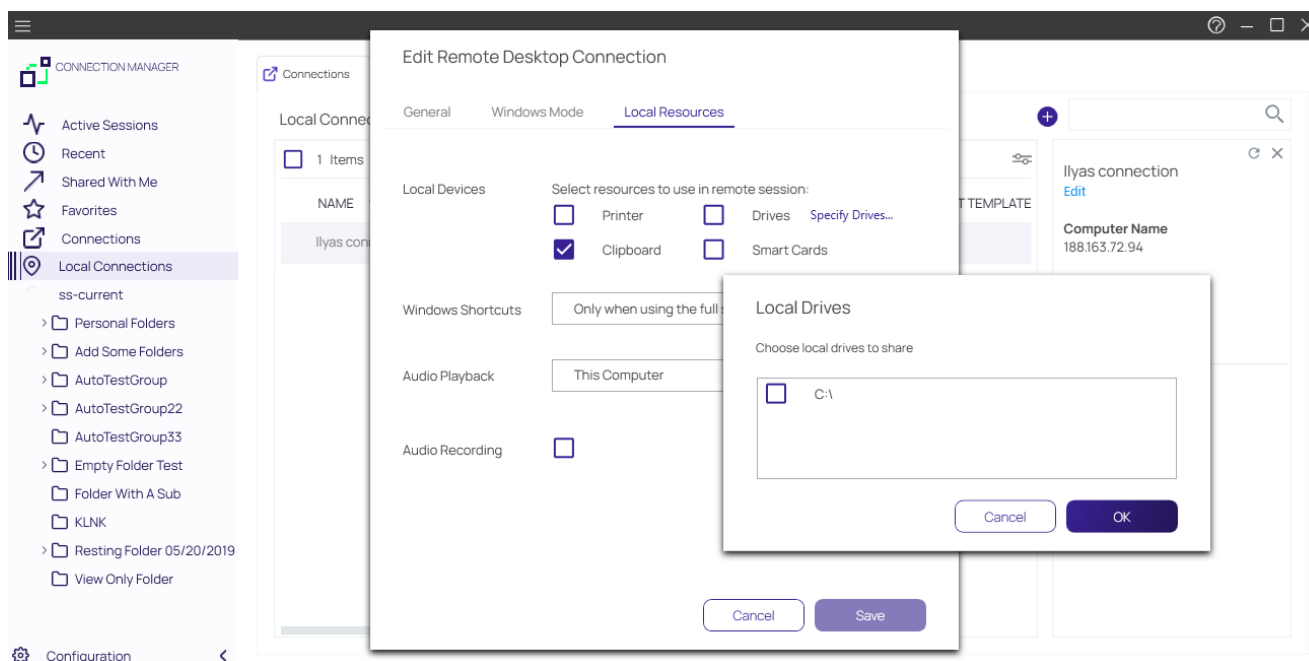 CONNECTION MANAGER
Active Sessions
Recent
Shared With Me
Favorites
Connections
Local Connections
ss-current
Personal Folders
Add Some Folders
AutoTestGroup
AutoTestGroup22
AutoTestGroup33
Empty Folder Test
Folder With A Sub
KLNK
Resting Folder 05/20/2019
View Only Folder
Configuration
Connections
Local Connec
1 Items
NAME
T TEMPLATE
Ilyas con
Edit Remote Desktop Connection
General Windows Mode Local Resources
Local Devices Select resources to use in remote session:
Printer Drives Specify Drives...
Clipboard Smart Cards
Windows Shortcuts Only when using the full
Audio Playback This Computer
Audio Recording
Cancel Save
Local Drives
Choose local drives to share
C:\
Cancel OK
Ilyas connection
Edit
Computer Name
188.163.72.94